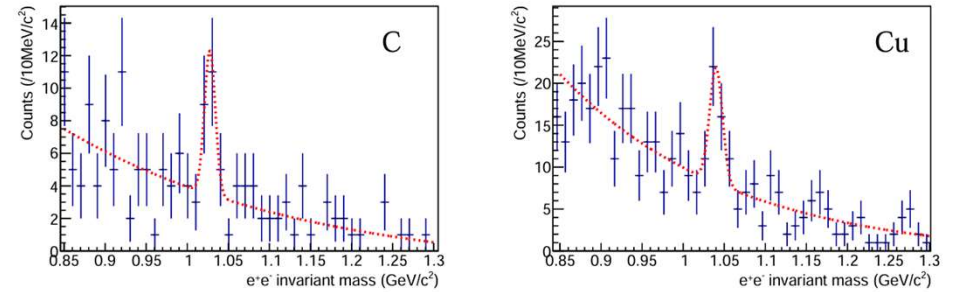 Counts (/10MeV/c²)
14
12
10
8
6
4
2
0
C
0.85 0.9 0.95 1 1.05 1.1 1.15 1.2 1.25 1.3
e⁺e⁻ invariant mass (GeV/c²)
Counts (/10MeV/c²)
25
20
15
10
5
0
Cu
0.85 0.9 0.95 1 1.05 1.1 1.15 1.2 1.25 1.3
e⁺e⁻ invariant mass (GeV/c²)